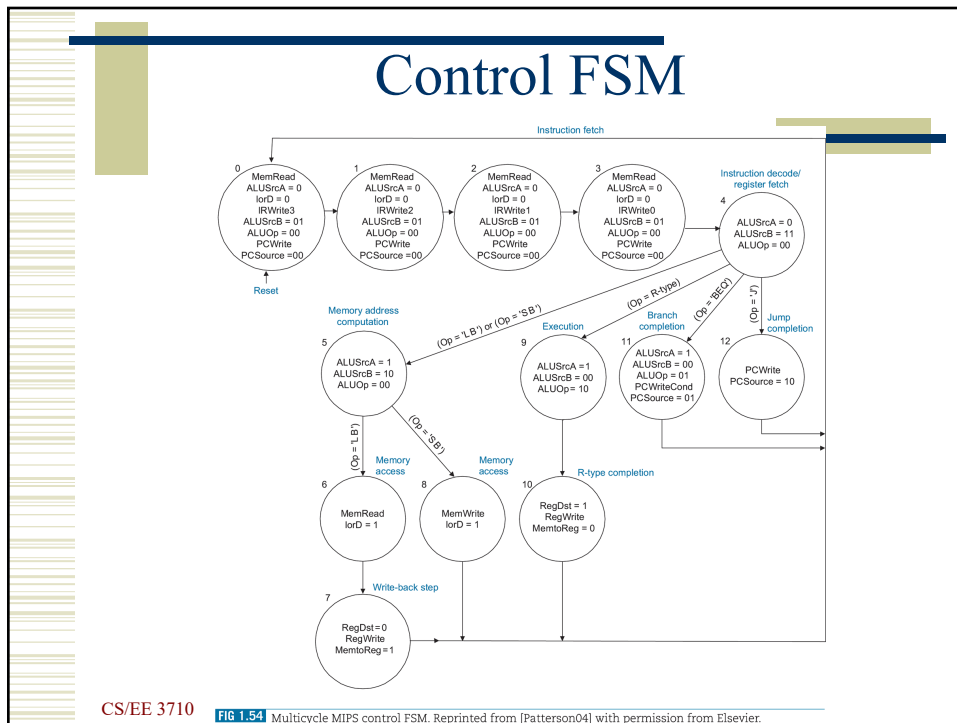 Control FSM
Instruction fetch
0
MemRead
ALUSrcA = 0
IorD = 0
IRWrite3
ALUSrcB = 01
ALUOp = 00
PCWrite
PCSource =00
Reset
1
MemRead
ALUSrcA = 0
IorD = 0
IRWrite2
ALUSrcB = 01
ALUOp = 00
PCWrite
PCSource =00
2
MemRead
ALUSrcA = 0
IorD = 0
IRWrite1
ALUSrcB = 01
ALUOp = 00
PCWrite
PCSource =00
3
MemRead
ALUSrcA = 0
IorD = 0
IRWrite0
ALUSrcB = 01
ALUOp = 00
PCWrite
PCSource =00
Instruction decode/
register fetch
4
ALUSrcA = 0
ALUSrcB = 11
ALUOp = 00
(Op = 'LB') or (Op = 'SB')
(Op = R-type)
(Op = 'BEQ')
(Op = 'J')
Memory address
computation
5
ALUSrcA = 1
ALUSrcB = 10
ALUOp = 00
Execution
9
ALUSrcA =1
ALUSrcB = 00
ALUOp= 10
Branch
completion
11
ALUSrcA = 1
ALUSrcB = 00
ALUOp = 01
PCWriteCond
PCSource = 01
Jump
completion
12
PCWrite
PCSource = 10
(Op = 'LB')
(Op = 'SB')
Memory
access
6
MemRead
IorD = 1
Memory
access
8
MemWrite
IorD = 1
R-type completion
10
RegDst = 1
RegWrite
MemtoReg = 0
Write-back step
7
RegDst=0
RegWrite
MemtoReg=1
CS/EE 3710
FIG 1.54 Multicycle MIPS control FSM. Reprinted from [Patterson04] with permission from Elsevier.